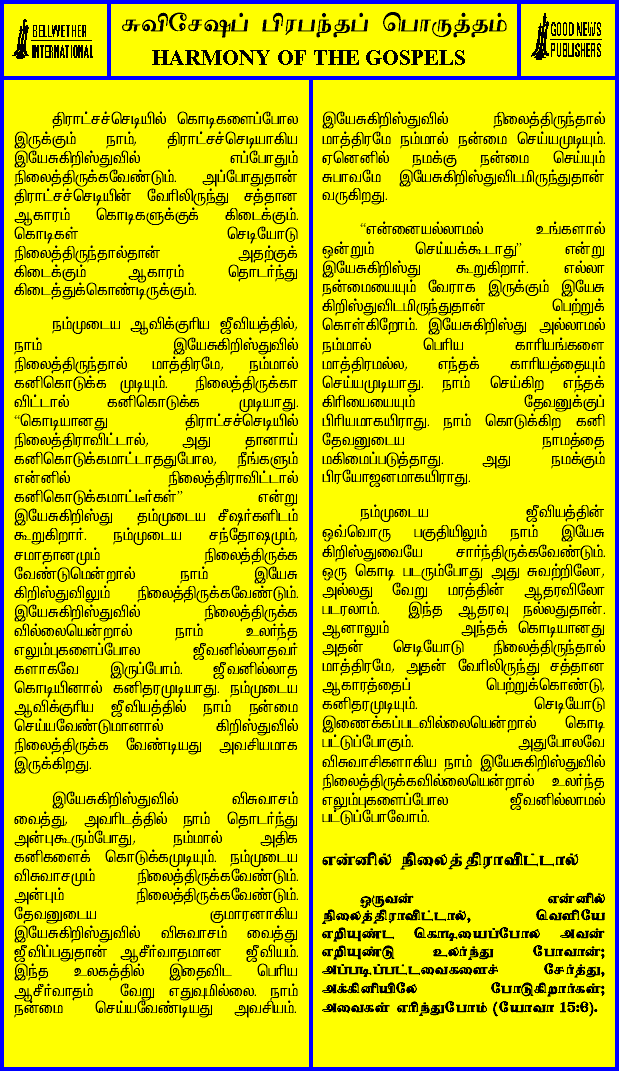 BELLWETHER
INTERNATIONAL
சுவிசேஷப் பிரபந்தப் பொருத்தம்
HARMONY OF THE GOSPELS
GOOD NEWS
PUBLISHERS
திராட்சச்செடியில் கொடிகளைப்போல
இருக்கும் நாம், திராட்சச்செடியாகிய
இயேசுகிறிஸ்துவில் எப்போதும்
நிலைத்திருக்கவேண்டும். அப்போதுதான்
திராட்சச்செடியின் வேரிலிருந்து சத்தான
ஆகாரம் கொடிகளுக்குக் கிடைக்கும்.
கொடிகள் செடியோடு
நிலைத்திருந்தால்தான் அதற்குக்
கிடைக்கும் ஆகாரம் தொடர்ந்து
கிடைத்துக்கொண்டிருக்கும்.
நம்முடைய ஆவிக்குரிய ஜீவியத்தில்,
நாம் இயேசுகிறிஸ்துவில்
நிலைத்திருந்தால் மாத்திரமே, நம்மால்
கனிகொடுக்க முடியும். நிலைத்திருக்கா
விட்டால் கனிகொடுக்க முடியாது.
“கொடியானது திராட்சச்செடியில்
நிலைத்திராவிட்டால், அது தானாய்
கனிகொடுக்கமாட்டாததுபோல, நீங்களும்
என்னில் நிலைத்திராவிட்டால்
கனிகொடுக்கமாட்டீர்கள்” என்று
இயேசுகிறிஸ்து தம்முடைய சீஷர்களிடம்
கூறுகிறார். நம்முடைய சந்தோஷமும்,
சமாதானமும் நிலைத்திருக்க
வேண்டுமென்றால் நாம் இயேசு
கிறிஸ்துவிலும் நிலைத்திருக்கவேண்டும்.
இயேசுகிறிஸ்துவில் நிலைத்திருக்க
வில்லையென்றால் நாம் உலர்ந்த
எலும்புகளைப்போல ஜீவனில்லாதவர்
களாகவே இருப்போம். ஜீவனில்லாத
கொடியினால் கனிதரமுடியாது. நம்முடைய
ஆவிக்குரிய ஜீவியத்தில் நாம் நன்மை
செய்யவேண்டுமானால் கிறிஸ்துவில்
நிலைத்திருக்க வேண்டியது அவசியமாக
இருக்கிறது.
இயேசுகிறிஸ்துவில் விசுவாசம்
வைத்து, அவரிடத்தில் நாம் தொடர்ந்து
அன்புகூரும்போது, நம்மால் அதிக
கனிகளைக் கொடுக்கமுடியும். நம்முடைய
விசுவாசமும் நிலைத்திருக்கவேண்டும்.
அன்பும் நிலைத்திருக்கவேண்டும்.
தேவனுடைய குமாரனாகிய
இயேசுகிறிஸ்துவில் விசுவாசம் வைத்து
ஜீவிப்பதுதான் ஆசீர்வாதமான ஜீவியம்.
இந்த உலகத்தில் இதைவிட பெரிய
ஆசீர்வாதம் வேறு எதுவுமில்லை. நாம்
நன்மை செய்யவேண்டியது அவசியம்.
இயேசுகிறிஸ்துவில் நிலைத்திருந்தால்
மாத்திரமே நம்மால் நன்மை செய்யமுடியும்.
ஏனெனில் நமக்கு நன்மை செய்யும்
சுபாவமே இயேசுகிறிஸ்துவிடமிருந்துதான்
வருகிறது.
“என்னையல்லாமல் உங்களால்
ஒன்றும் செய்யக்கூடாது” என்று
இயேசுகிறிஸ்து கூறுகிறார். எல்லா
நன்மையையும் வேராக இருக்கும் இயேசு
கிறிஸ்துவிடமிருந்துதான் பெற்றுக்
கொள்கிறோம். இயேசுகிறிஸ்து அல்லாமல்
நம்மால் பெரிய காரியங்களை
மாத்திரமல்ல, எந்தக் காரியத்தையும்
செய்யமுடியாது. நாம் செய்கிற எந்தக்
கிரியையையும் தேவனுக்குப்
பிரியமாகயிராது. நாம் கொடுக்கிற கனி
தேவனுடைய நாமத்தை
மகிமைப்படுத்தாது. அது நமக்கும்
பிரயோஜனமாகயிராது.
நம்முடைய ஜீவியத்தின்
ஒவ்வொரு பகுதியிலும் நாம் இயேசு
கிறிஸ்துவையே சார்ந்திருக்கவேண்டும்.
ஒரு கொடி படரும்போது அது சுவற்றிலோ,
அல்லது வேறு மரத்தின் ஆதரவிலோ
படரலாம். இந்த ஆதரவு நல்லதுதான்.
ஆனாலும் அந்தக் கொடியானது
அதன் செடியோடு நிலைத்திருந்தால்
மாத்திரமே, அதன் வேரிலிருந்து சத்தான
ஆகாரத்தைப் பெற்றுக்கொண்டு,
கனிதரமுடியும். செடியோடு
இணைக்கப்படவில்லையென்றால் கொடி
பட்டுப்போகும். அதுபோலவே
விசுவாசிகளாகிய நாம் இயேசுகிறிஸ்துவில்
நிலைத்திருக்கவில்லையென்றால் உலர்ந்த
எலும்புகளைப்போல ஜீவனில்லாமல்
பட்டுப்போவோம்.
என்னில் நிலைத்திராவிட்டால்
ஒருவன் என்னில்
நிலைத்திராவிட்டால், வெளியே
எறியுண்ட கொடியைப்போல் அவன்
எறியுண்டு உலர்ந்து போவான்;
அப்படிப்பட்டவைகளைச் சேர்த்து,
அக்கினியிலே போடுகிறார்கள்;
அவைகள் எரிந்துபோம் (யோவா 15:6).